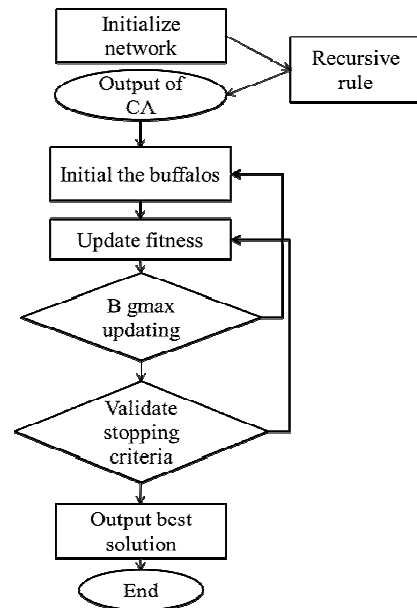 Initialize
network
Recursive
rule
Output of
CA
Initial the buffalos
Update fitness
B gmax
updating
Validate
stopping
criteria
Output best
solution
End